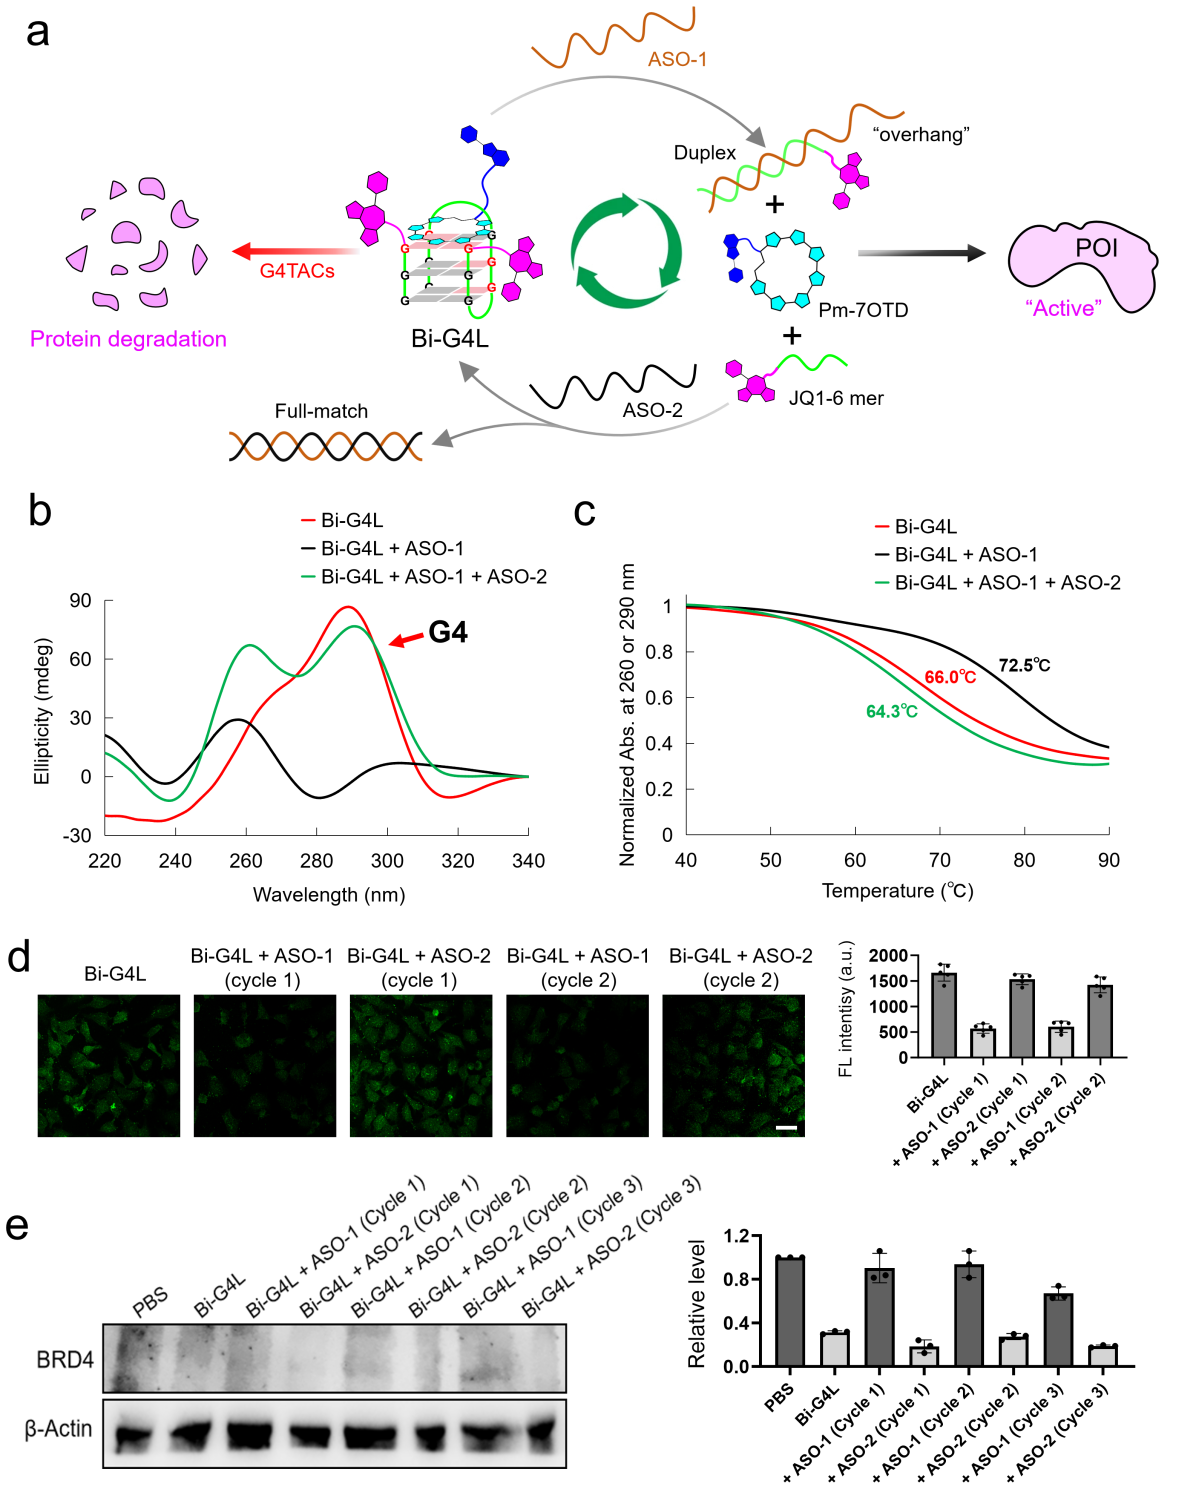 a
ASO-1
Duplex
“overhang”
+
G4TACs
Protein degradation
G
G
G
G
G
C
G
C
G
G
G
Bi-G4L
Pm-7OTD
+
JQ1-6 mer
POI
“Active”
ASO-2
Full-match
b
Bi-G4L
Bi-G4L + ASO-1
Bi-G4L + ASO-1 + ASO-2
G4
Ellipticity (mdeg)
90
60
30
0
-30
220 240 260 280 300 320 340
Wavelength (nm)
c
Bi-G4L
Bi-G4L + ASO-1
Bi-G4L + ASO-1 + ASO-2
Normalized Abs. at 260 or 290 nm
1
0.8
0.6
0.4
0.2
0
72.5℃
66.0℃
64.3℃
40 50 60 70 80 90
Temperature (℃)
d
Bi-G4L
Bi-G4L + ASO-1
(cycle 1)
Bi-G4L + ASO-2
(cycle 1)
Bi-G4L + ASO-1
(cycle 2)
Bi-G4L + ASO-2
(cycle 2)
FL intentisy (a.u.)
2000
1500
1000
500
0
Bi-G4L
+ ASO-1 (Cycle 1)
+ ASO-2 (Cycle 1)
+ ASO-1 (Cycle 2)
+ ASO-2 (Cycle 2)
e
PBS
Bi-G4L
Bi-G4L + ASO-1 (Cycle 1)
Bi-G4L + ASO-2 (Cycle 1)
Bi-G4L + ASO-1 (Cycle 2)
Bi-G4L + ASO-2 (Cycle 2)
Bi-G4L + ASO-1 (Cycle 3)
Bi-G4L + ASO-2 (Cycle 3)
BRD4
β-Actin
Relative level
1.2
0.8
0.4
0.0
PBS
Bi-G4L
+ ASO-1 (Cycle 1)
+ ASO-2 (Cycle 1)
+ ASO-1 (Cycle 2)
+ ASO-2 (Cycle 2)
+ ASO-1 (Cycle 3)
+ ASO-2 (Cycle 3)